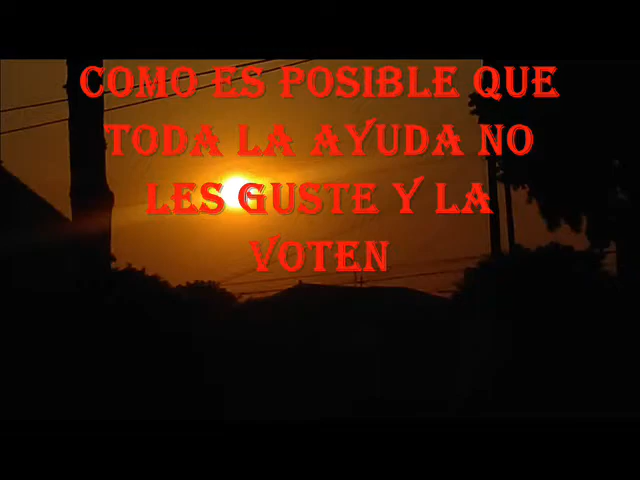 COMO ES POSIBLE QUE
TODA LA AYUDA NO
LES GUSTE Y LA
VOTEN